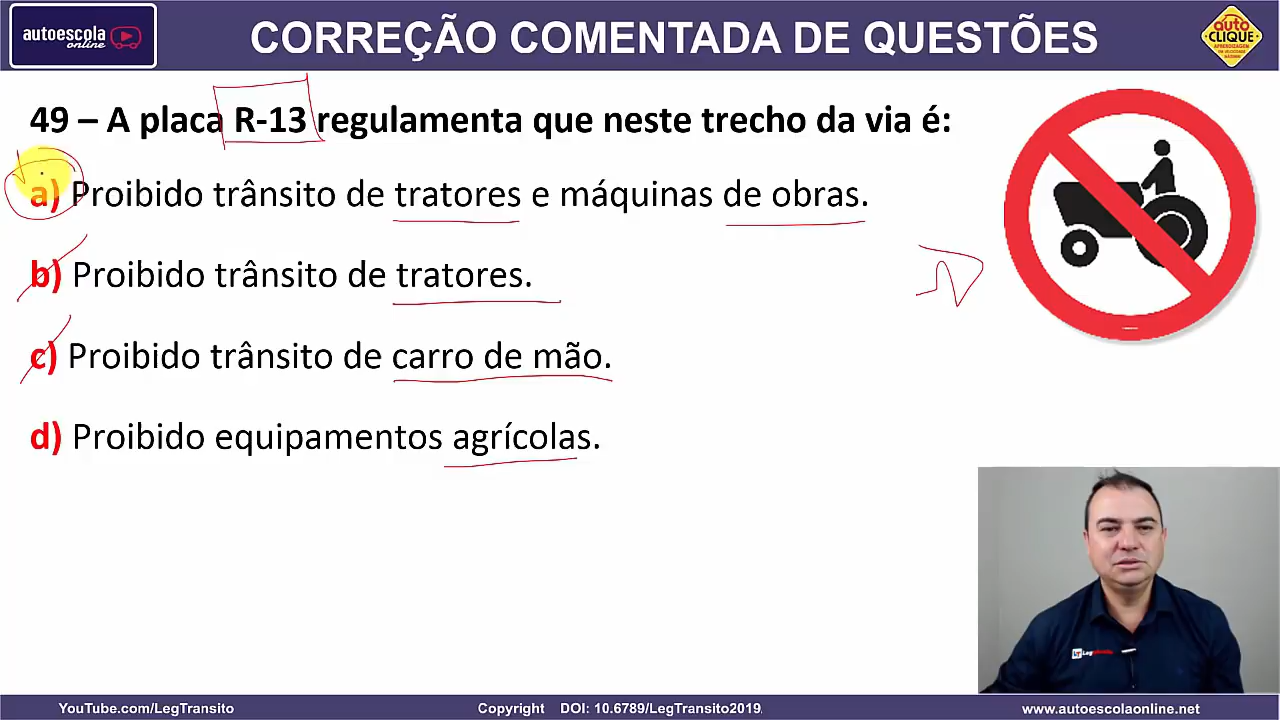 autoescola
online
CORREÇÃO COMENTADA DE QUESTÕES
auto
CLIQUE
49 – A placa R-13 regulamenta que neste trecho da via é:
a) Proibido trânsito de tratores e máquinas de obras.
b) Proibido trânsito de tratores.
c) Proibido trânsito de carro de mão.
d) Proibido equipamentos agrícolas.
YouTube.com/LegTransito
Copyright DOI: 10.6789/LegTransito2019
www.autoescolaonline.net